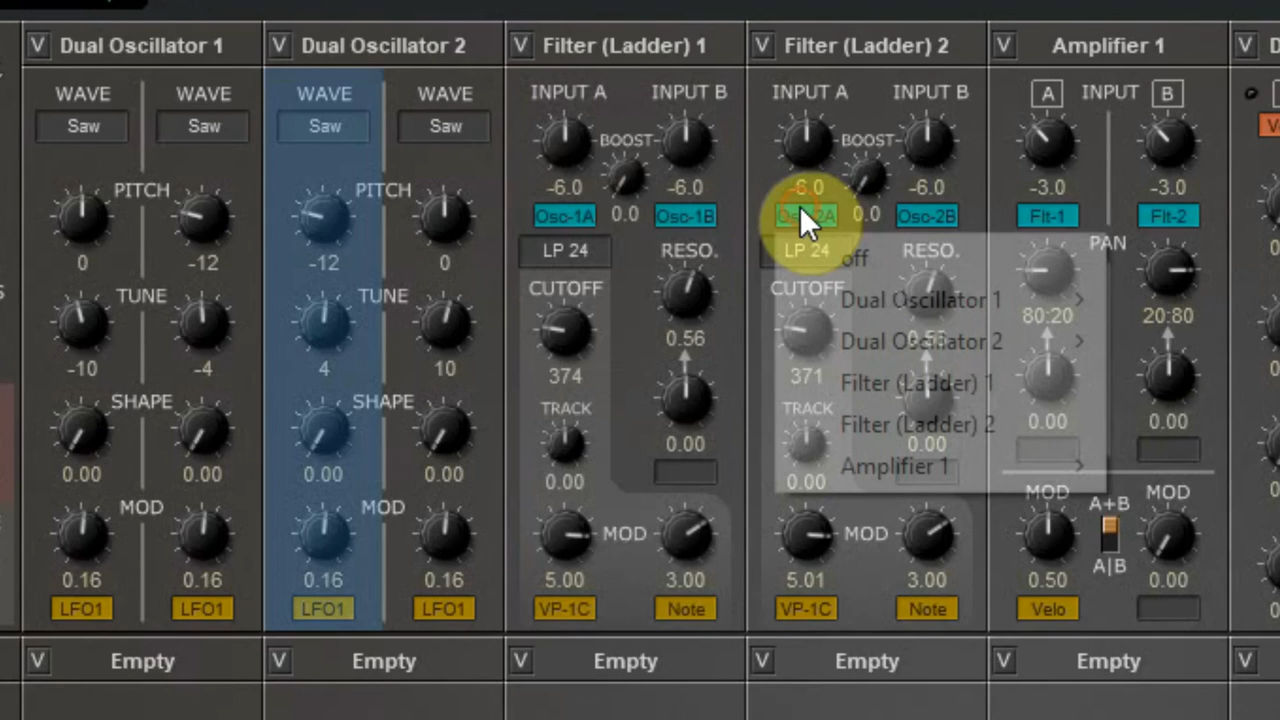 V Dual Oscillator 1 V Dual Oscillator 2 V Filter (Ladder) 1 V Filter (Ladder) 2 V Amplifier 1 V
WAVE WAVE WAVE WAVE INPUT A INPUT B INPUT A INPUT B A INPUT B
Saw Saw Saw Saw
BOOST BOOST
PITCH PITCH -6.0 -6.0 -6.0 -3.0 -3.0
Osc-1A 0.0 Osc-1B 0.0 Osc-2B Flt-1 Flt-2
0 -12 -12 0 LP 24 RESO. LP 24 RESO. PAN
off
TUNE TUNE CUTOFF CUTOFF
Dual Oscillator 1
0.56 80:20 20:80
Dual Oscillator 2
-10 -4 4 10 374 371
Filter (Ladder) 1
SHAPE SHAPE TRACK TRACK
Filter (Ladder) 2
0.00 0.00 0.00 0.00
0.00 0.00 0.00 0.00 0.00 0.00
Amplifier 1
MOD MOD MOD A+B MOD
MOD MOD
A|B
0.16 0.16 0.16 0.16 5.00 3.00 5.01 3.00 0.50 0.00
LFO1 LFO1 LFO1 LFO1 VP-1C Note VP-1C Note Velo
V Empty V Empty V Empty V Empty V Empty V